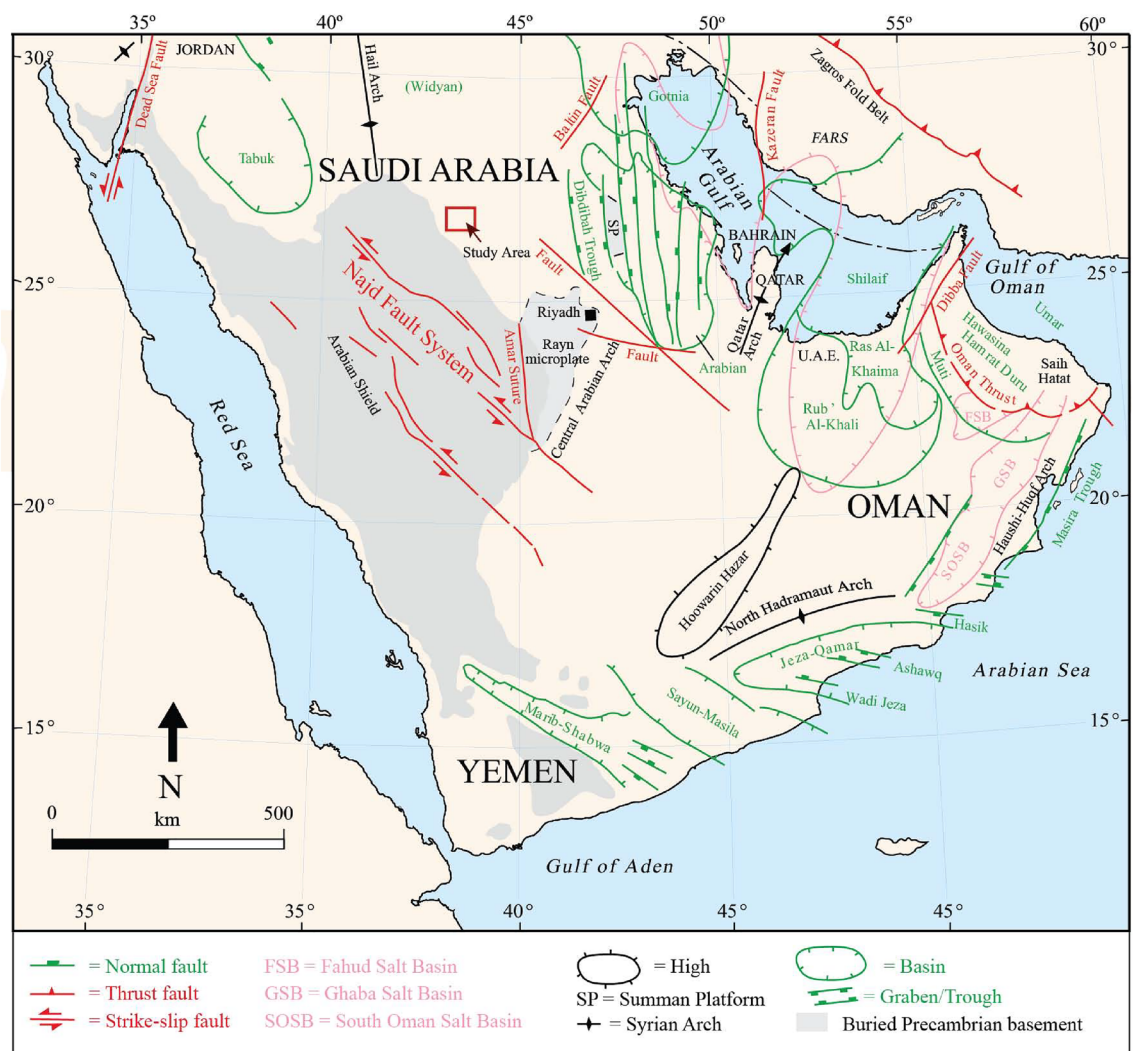 35°
40°
45°
50°
55°
60°
30°
30°
JORDAN
Dead Sea Fault
Hail Arch
(Widyan)
Baltin Fault
Gotnia
Kazeran Fault
Zagros Fold Belt
FARS
Tabuk
SAUDI ARABIA
Arabian
Gulf
Dibdibah Trough
SP
Study Area
BAHRAIN
QATAR
Fault
25°
25°
Shilaif
Dibba Fault
Gulf of
Oman
Umar
Najd Fault System
Riyadh
Rayn
microplate
Amar Suture
Central Arabian Arch
Fault
Arabian
Qatar
Arch
U.A.E.
Ras Al-
Khaima
Muti
Hawasina
Hamrat Duru
Oman Thrust
Saih
Hatat
Arabian Shield
Rub'
Al-Khali
FSB
Red Sea
GSB
20°
20°
OMAN
Haushi-Huqf Arch
Masira Trough
SOSB
Hoowarin Hazar
North Hadramaut Arch
Hasik
Jeza-Qamar
Ashawq
Arabian Sea
Wadi Jeza
Sayun-Masila
Marib-Shabwa
15°
15°
YEMEN
N
0
500
km
Gulf of Aden
35°
35°
40°
45°
45°
= Normal fault
= Thrust fault
= Strike-slip fault
FSB = Fahud Salt Basin
GSB = Ghaba Salt Basin
SOSB = South Oman Salt Basin
= High
SP = Summan Platform
= Syrian Arch
= Basin
= Graben/Trough
Buried Precambrian basement